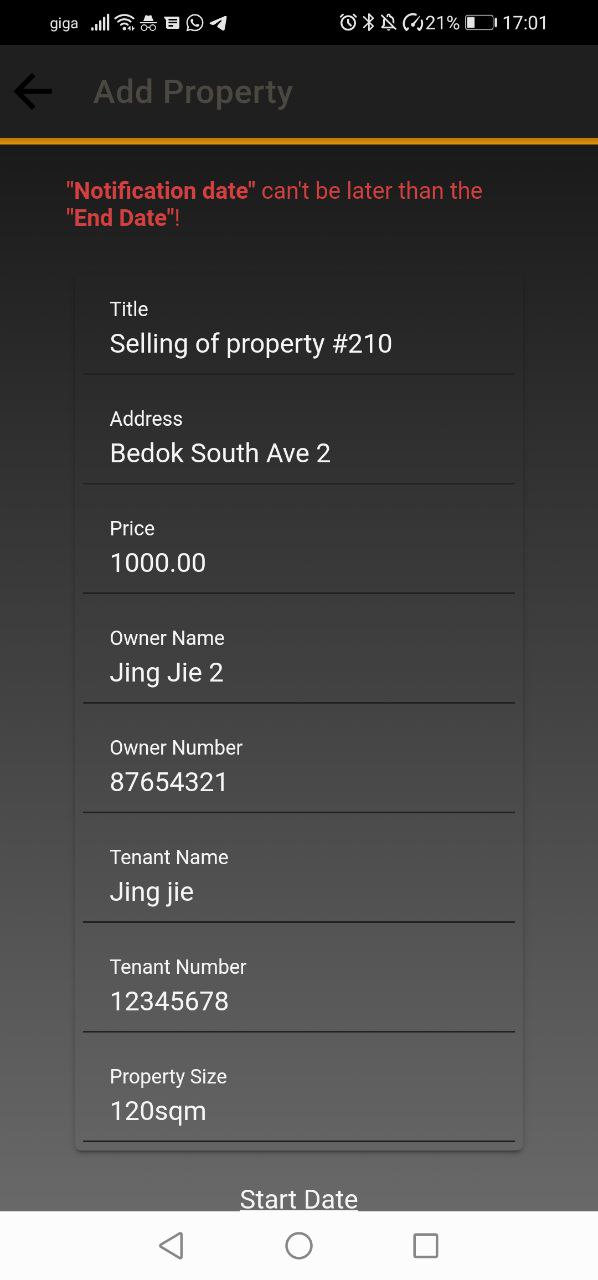 giga 21% 17:01
Add Property
"Notification date" can't be later than the
"End Date"!
Title
Selling of property #210
Address
Bedok South Ave 2
Price
1000.00
Owner Name
Jing Jie 2
Owner Number
87654321
Tenant Name
Jing jie
Tenant Number
12345678
Property Size
120sqm
Start Date